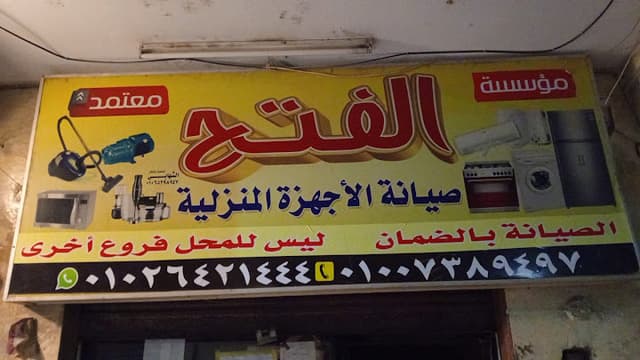 مؤسسة
معتمد
الفتح
صيانة الأجهزة المنزلية
الصيانة بالضمان ليس للمحل فروع أخرى
٠١٠٠٧٣٨٩٤٩٧ ٠١٠٢٦٤٢١٤٤٤